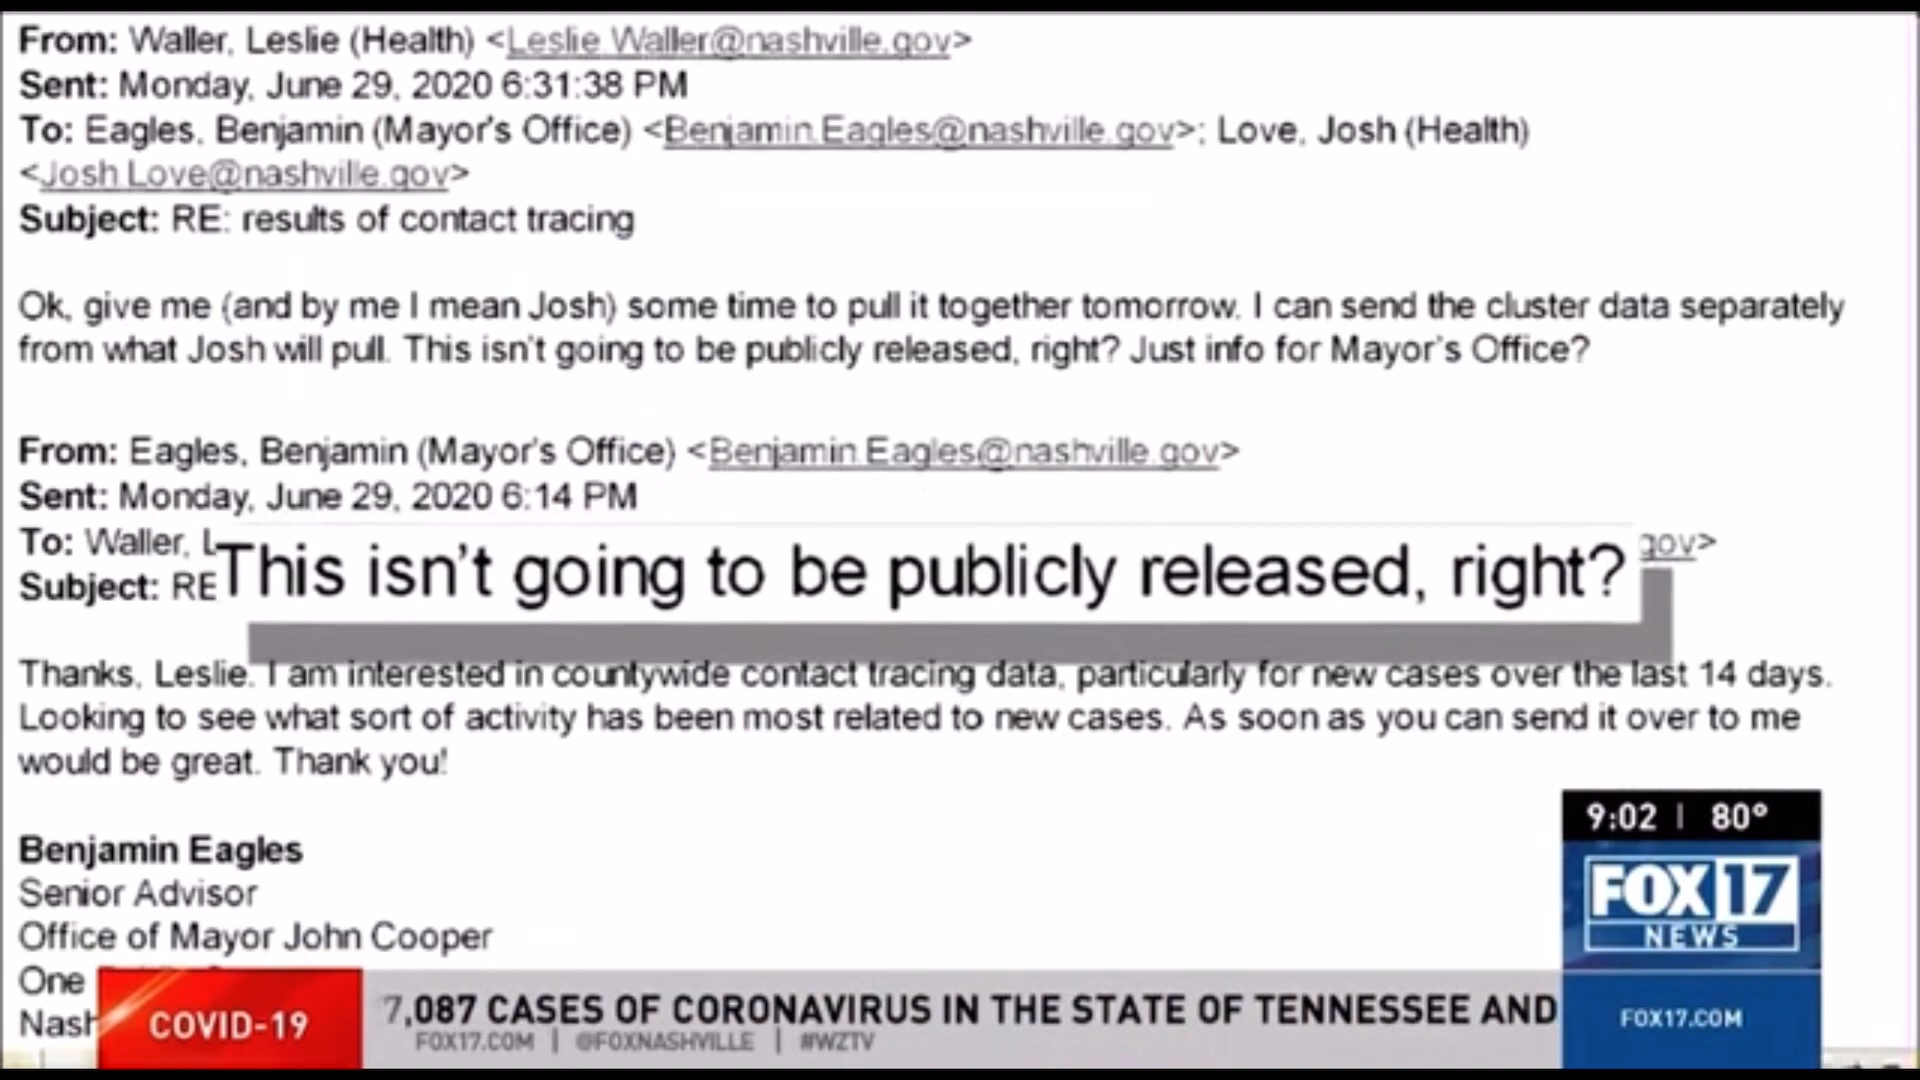 From: Waller, Leslie (Health) <Leslie.Waller@nashville.gov>
Sent: Monday, June 29, 2020 6:31:38 PM
To: Eagles, Benjamin (Mayor's Office) <Benjamin.Eagles@nashville.gov>; Love, Josh (Health)
<Josh.Love@nashville.gov>
Subject: RE: results of contact tracing
Ok, give me (and by me I mean Josh) some time to pull it together tomorrow. I can send the cluster data separately
from what Josh will pull. This isn't going to be publicly released, right? Just info for Mayor's Office?
From: Eagles, Benjamin (Mayor's Office) <Benjamin.Eagles@nashville.gov>
Sent: Monday, June 29, 2020 6:14 PM
To: Waller, L gov>
Subject: RE
This isn't going to be publicly released, right?
Thanks, Leslie. I am interested in countywide contact tracing data, particularly for new cases over the last 14 days.
Looking to see what sort of activity has been most related to new cases. As soon as you can send it over to me
would be great. Thank you!
Benjamin Eagles
Senior Advisor
Office of Mayor John Cooper
One
Nash
9:02 | 80°
FOX 17
NEWS
FOX17.COM
COVID-19
7,087 CASES OF CORONAVIRUS IN THE STATE OF TENNESSEE AND
FOX17.COM | @FOXNASHVILLE | #WZTV